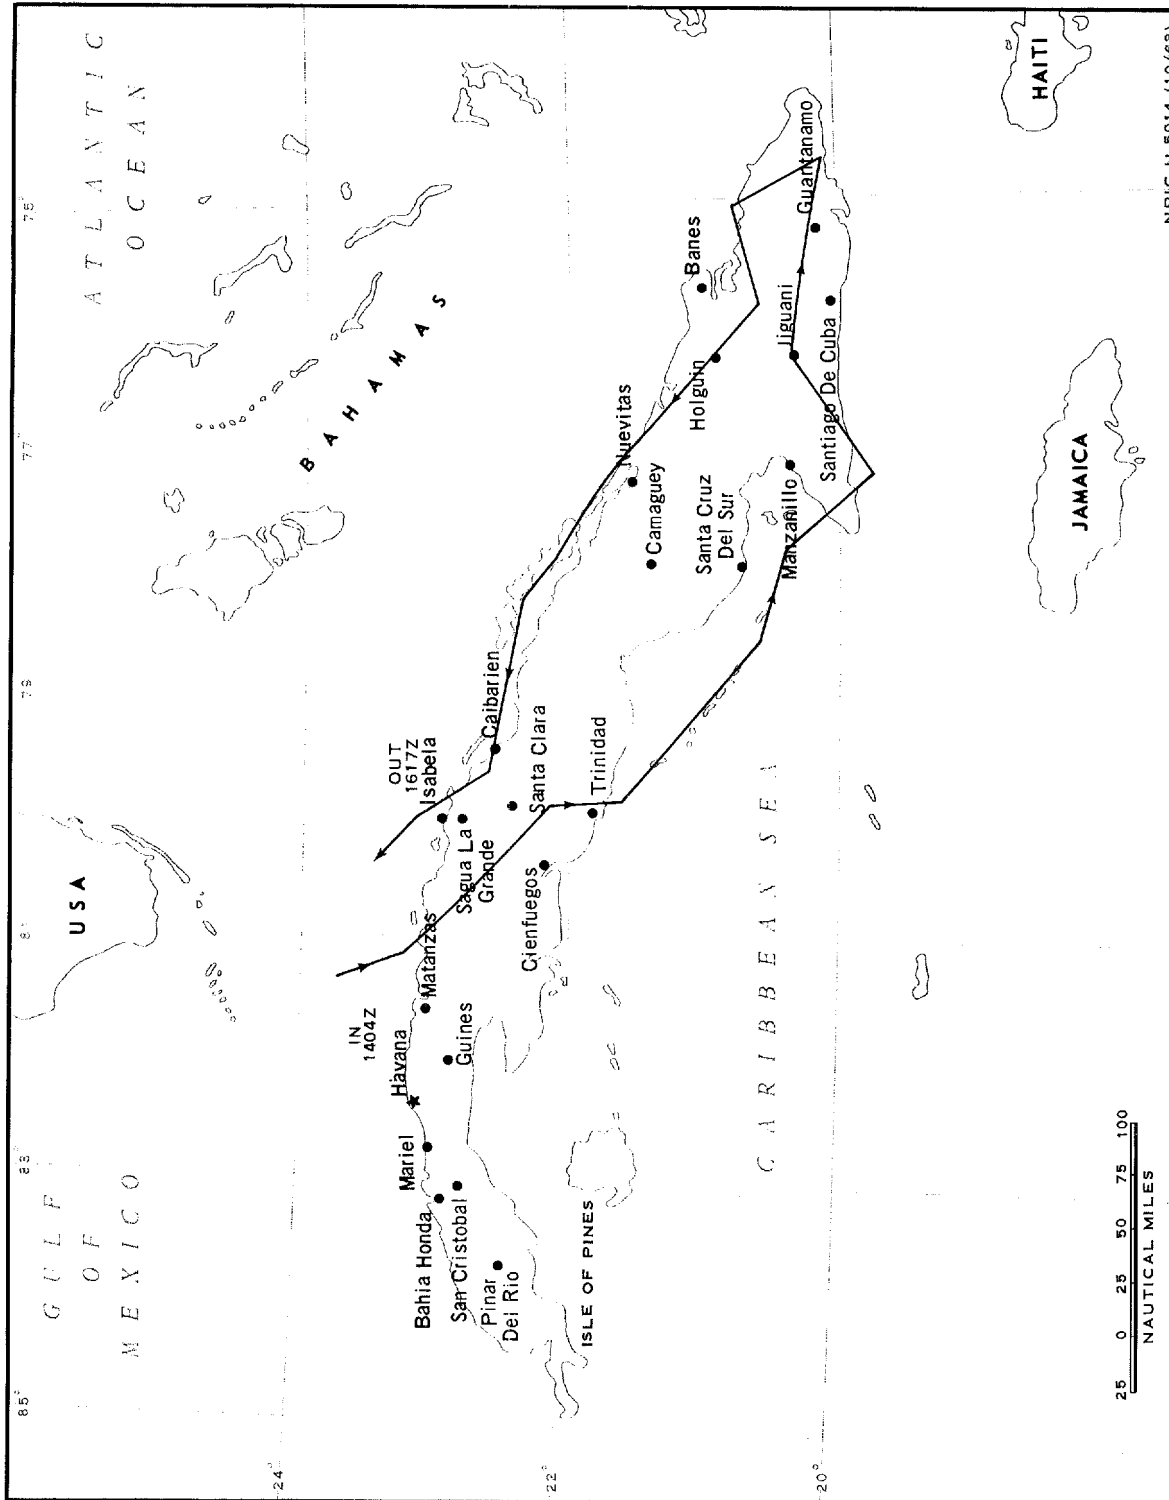 GULF
OF
MEXICO
USA
ATLANTIC
OCEAN
BAHAMAS
85°
83
81
79
77
75°
24
22
20°
IN
1404Z
OUT
1617Z
Havana
Mariel
Bahia Honda
San Cristobal
Pinar
Del Rio
Matanzas
Guines
Isabela
Sagua La
Grande
Caibarien
Santa Clara
Cienfuegos
Trinidad
Nuevitas
Camaguey
Santa Cruz
Del Sur
Holguin
Banes
Manzanillo
Jiguani
Santiago De Cuba
Guantanamo
ISLE OF PINES
CARIBBEAN SEA
JAMAICA
HAITI
25 0 25 50 75 100
NAUTICAL MILES